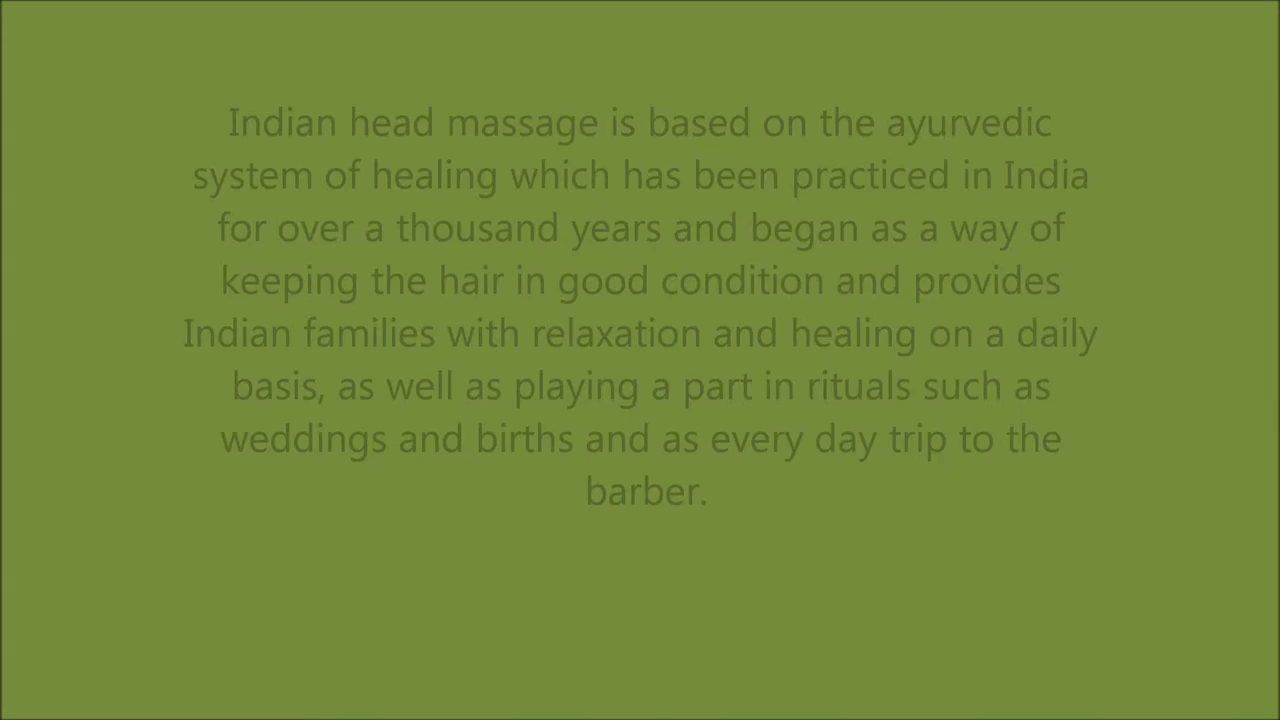 Indian head massage is based on the ayurvedic
system of healing which has been practiced in India
for over a thousand years and began as a way of
keeping the hair in good condition and provides
Indian families with relaxation and healing on a daily
basis, as well as playing a part in rituals such as
weddings and births and as every day trip to the
barber.